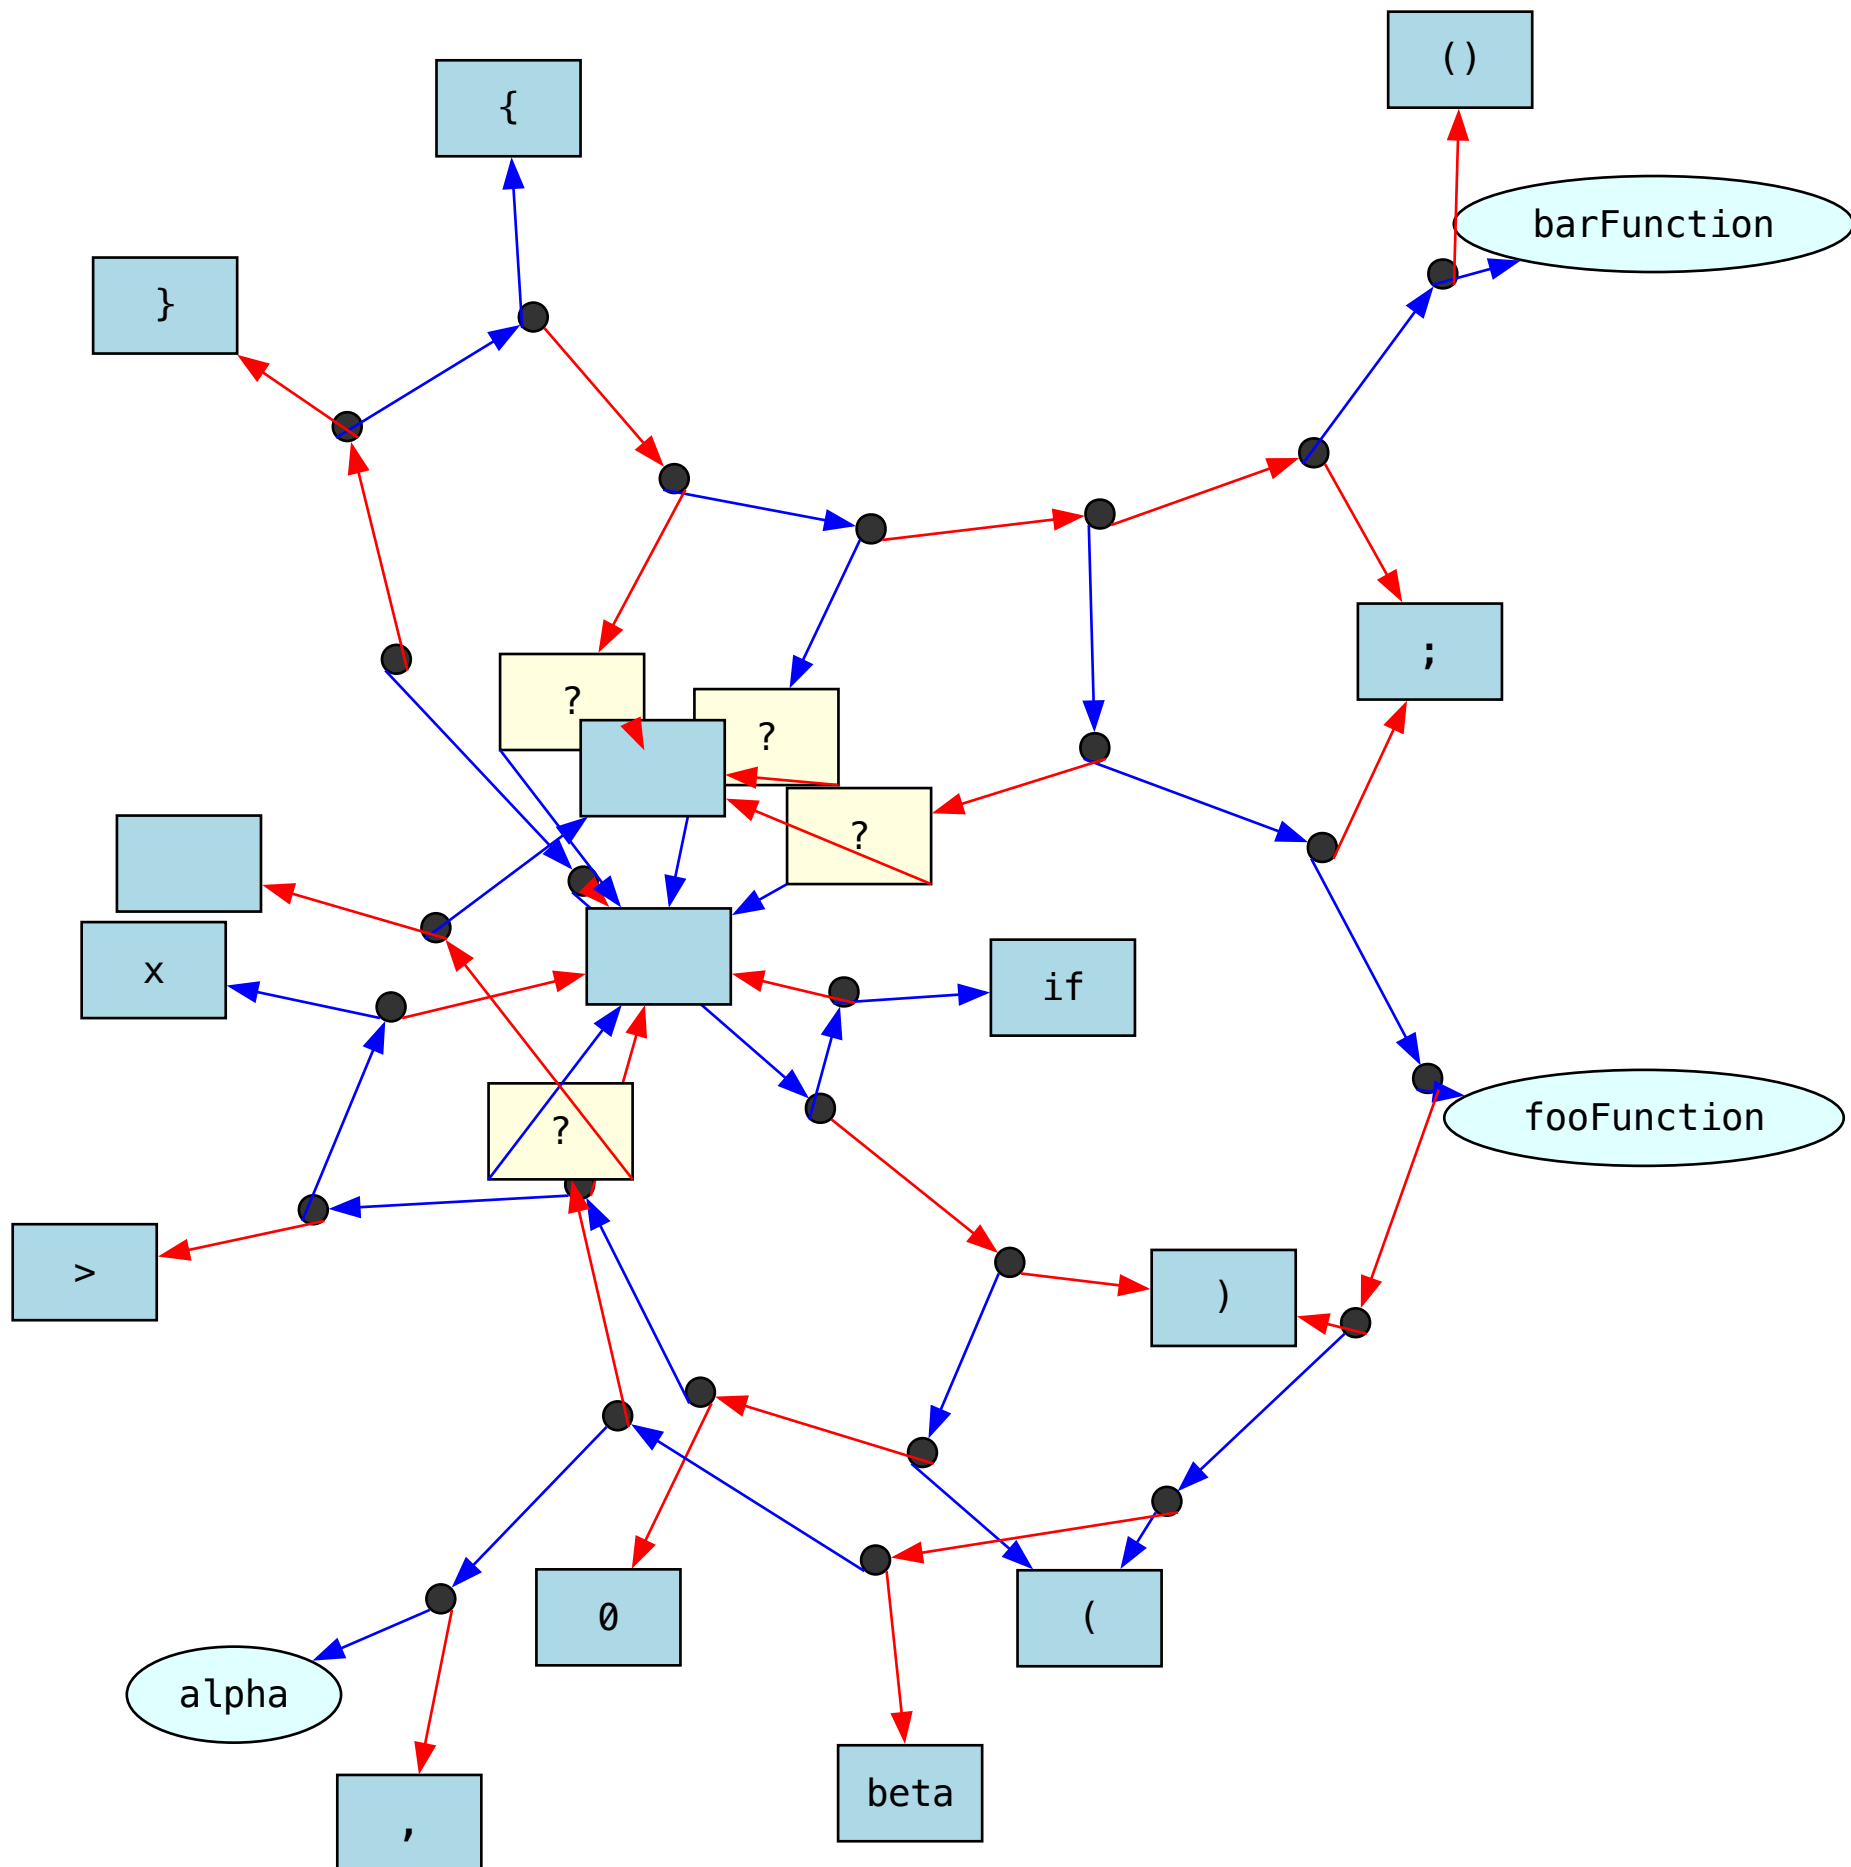 ()
{
barFunction
}
;
?
?
?
x
if
?
fooFunction
>
)
0
(
alpha
beta
,